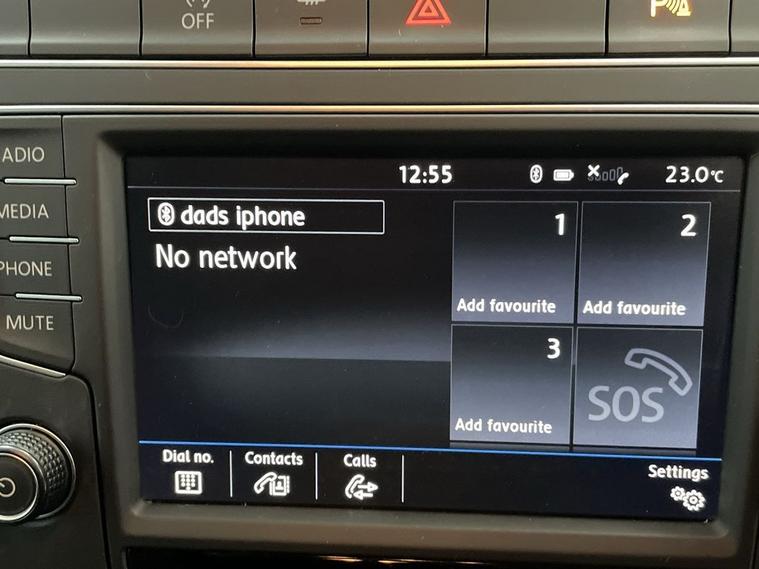 OFF
12:55
23.0°C
ADIO
MEDIA
PHONE
MUTE
dads iphone
No network
1
Add favourite
2
Add favourite
3
Add favourite
SOS
Dial no.
Contacts
Calls
Settings